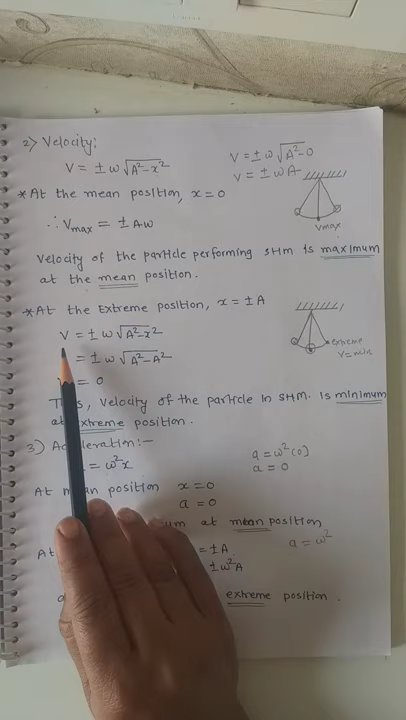 2) Velocity:
V = ± ω √A²-x²
V = ± ω √A²-0
V = ± ω A
*At the mean position, x = 0
∴ Vmax = ± Aω
Vmax
Velocity of the particle performing SHM is maximum
at the mean position.
*At the Extreme position, x = ± A
V = ± ω √A²-x²
= ± ω √A²-A²
= 0
extreme
V = min
Thus, velocity of the particle in SHM. is minimum
at extreme position.
3) Acceleration:-
= ω²x
a = ω²(0)
a = 0
At mean position x = 0
a = 0
at mean position
a = ω²
At = ±A
±ω²A
extreme position.